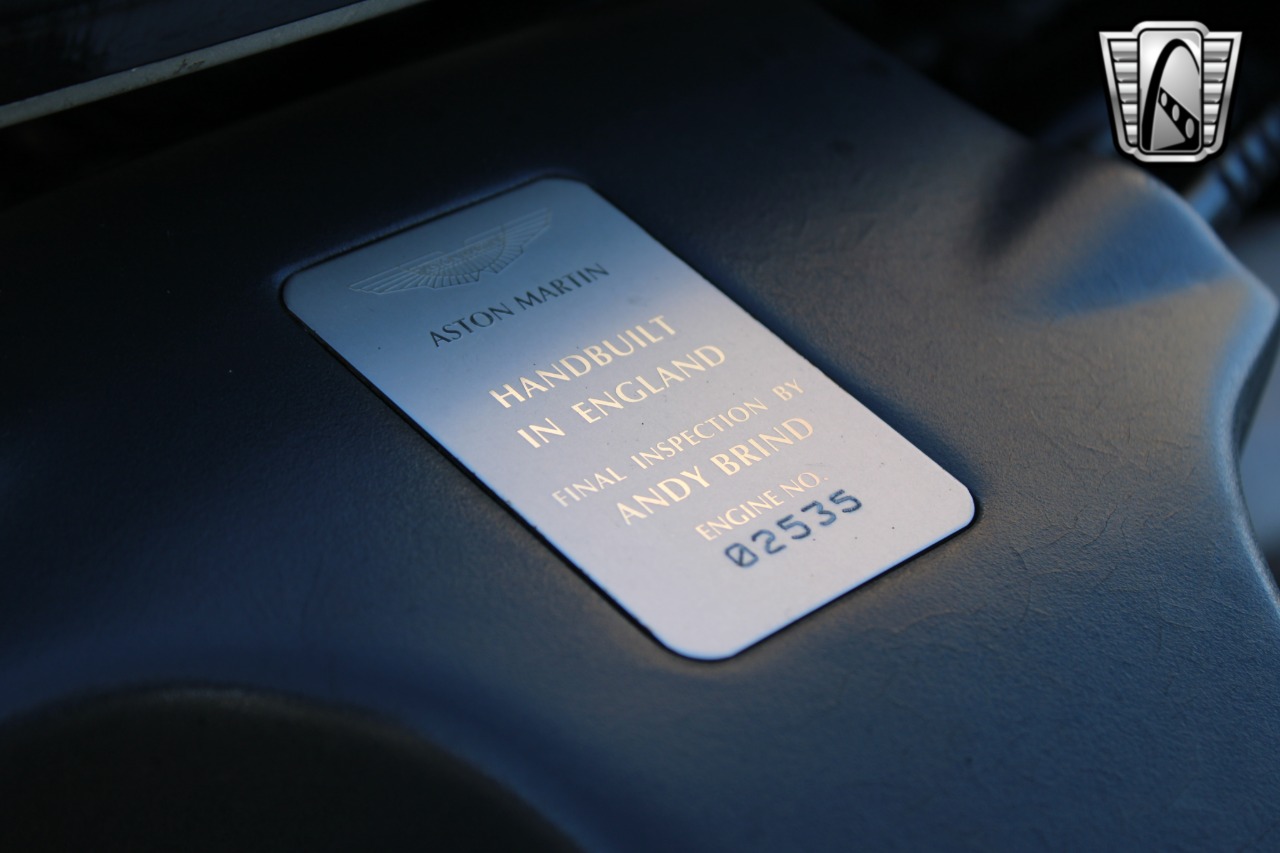 ASTON MARTIN
HANDBUILT
IN ENGLAND
FINAL INSPECTION BY
ANDY BRIND
ENGINE NO.
02535